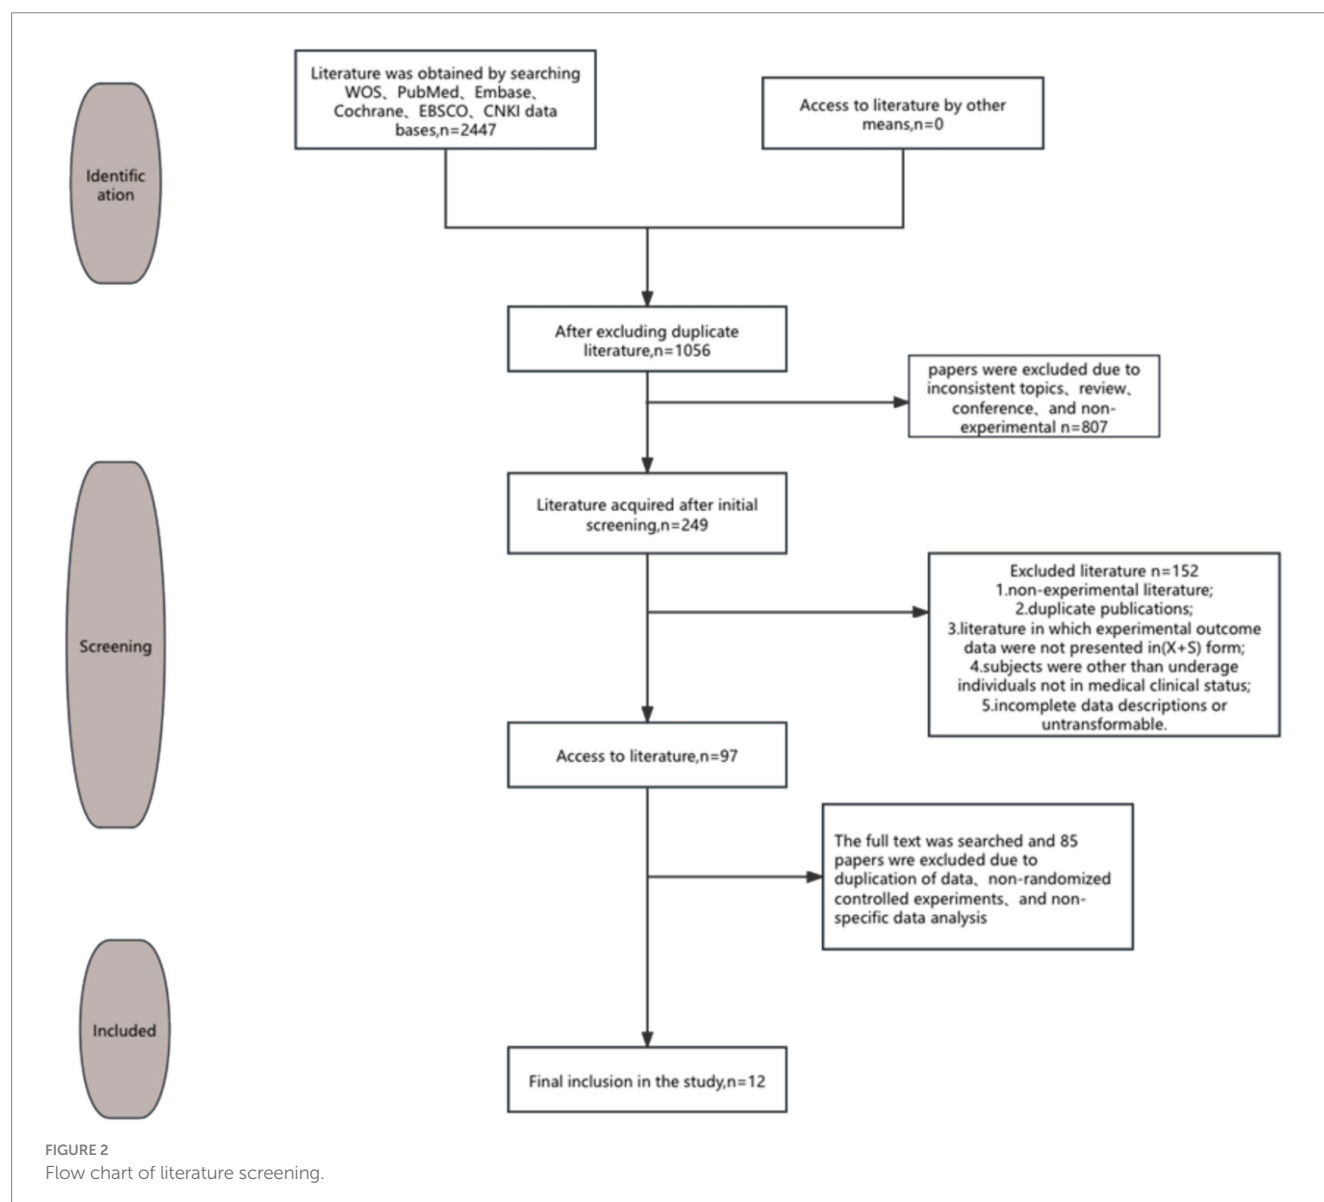 Literature was obtained by searching
WOS、PubMed、Embase、
Cochrane、EBSCO、CNKI data
bases,n=2447
Access to literature by other
means,n=0
Identific
ation
After excluding duplicate
literature,n=1056
papers were excluded due to
inconsistent topics、review、
conference、and non-
experimental n=807
Literature acquired after initial
screening,n=249
Excluded literature n=152
1.non-experimental literature;
2.duplicate publications;
3.literature in which experimental outcome
data were not presented in(X+S) form;
4.subjects were other than underage
individuals not in medical clinical status;
5.incomplete data descriptions or
untransformable.
Screening
Access to literature,n=97
The full text was searched and 85
papers wre excluded due to
duplication of data、non-randomized
controlled experiments、and non-
specific data analysis
Included
Final inclusion in the study,n=12
FIGURE 2
Flow chart of literature screening.